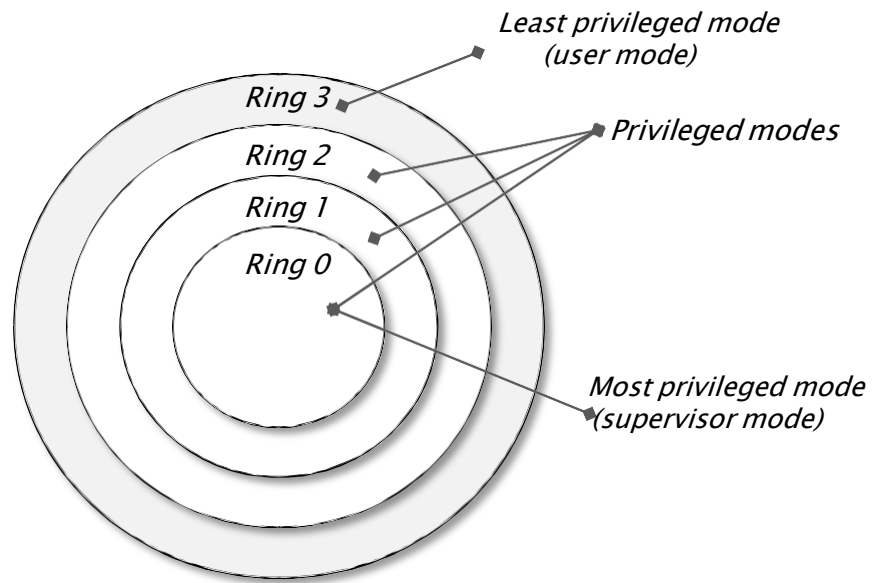 Least privileged mode
(user mode)
Ring 3
Privileged modes
Ring 2
Ring 1
Ring 0
Most privileged mode
(supervisor mode)